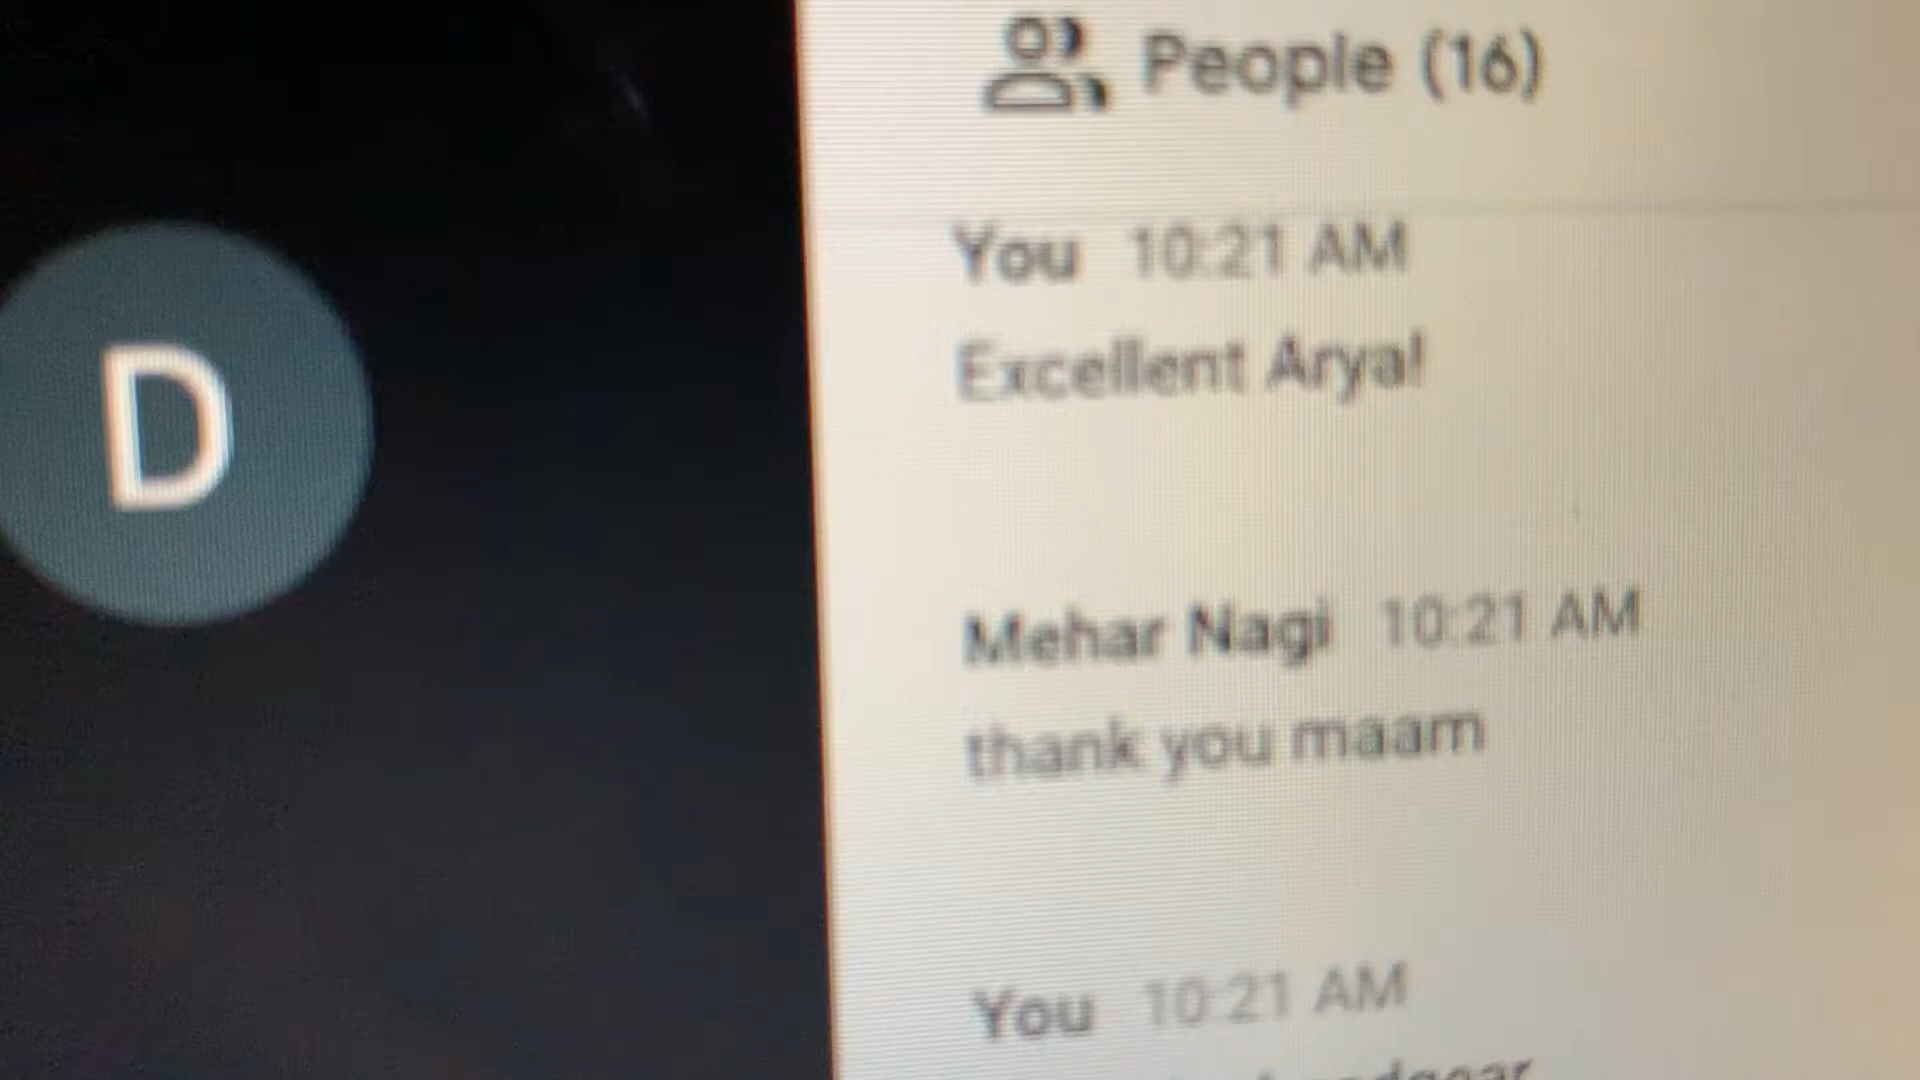 People (16)
D
You 10:21 AM
Excellent Arya!
Mehar Nagi 10:21 AM
thank you maam
You 10:21 AM